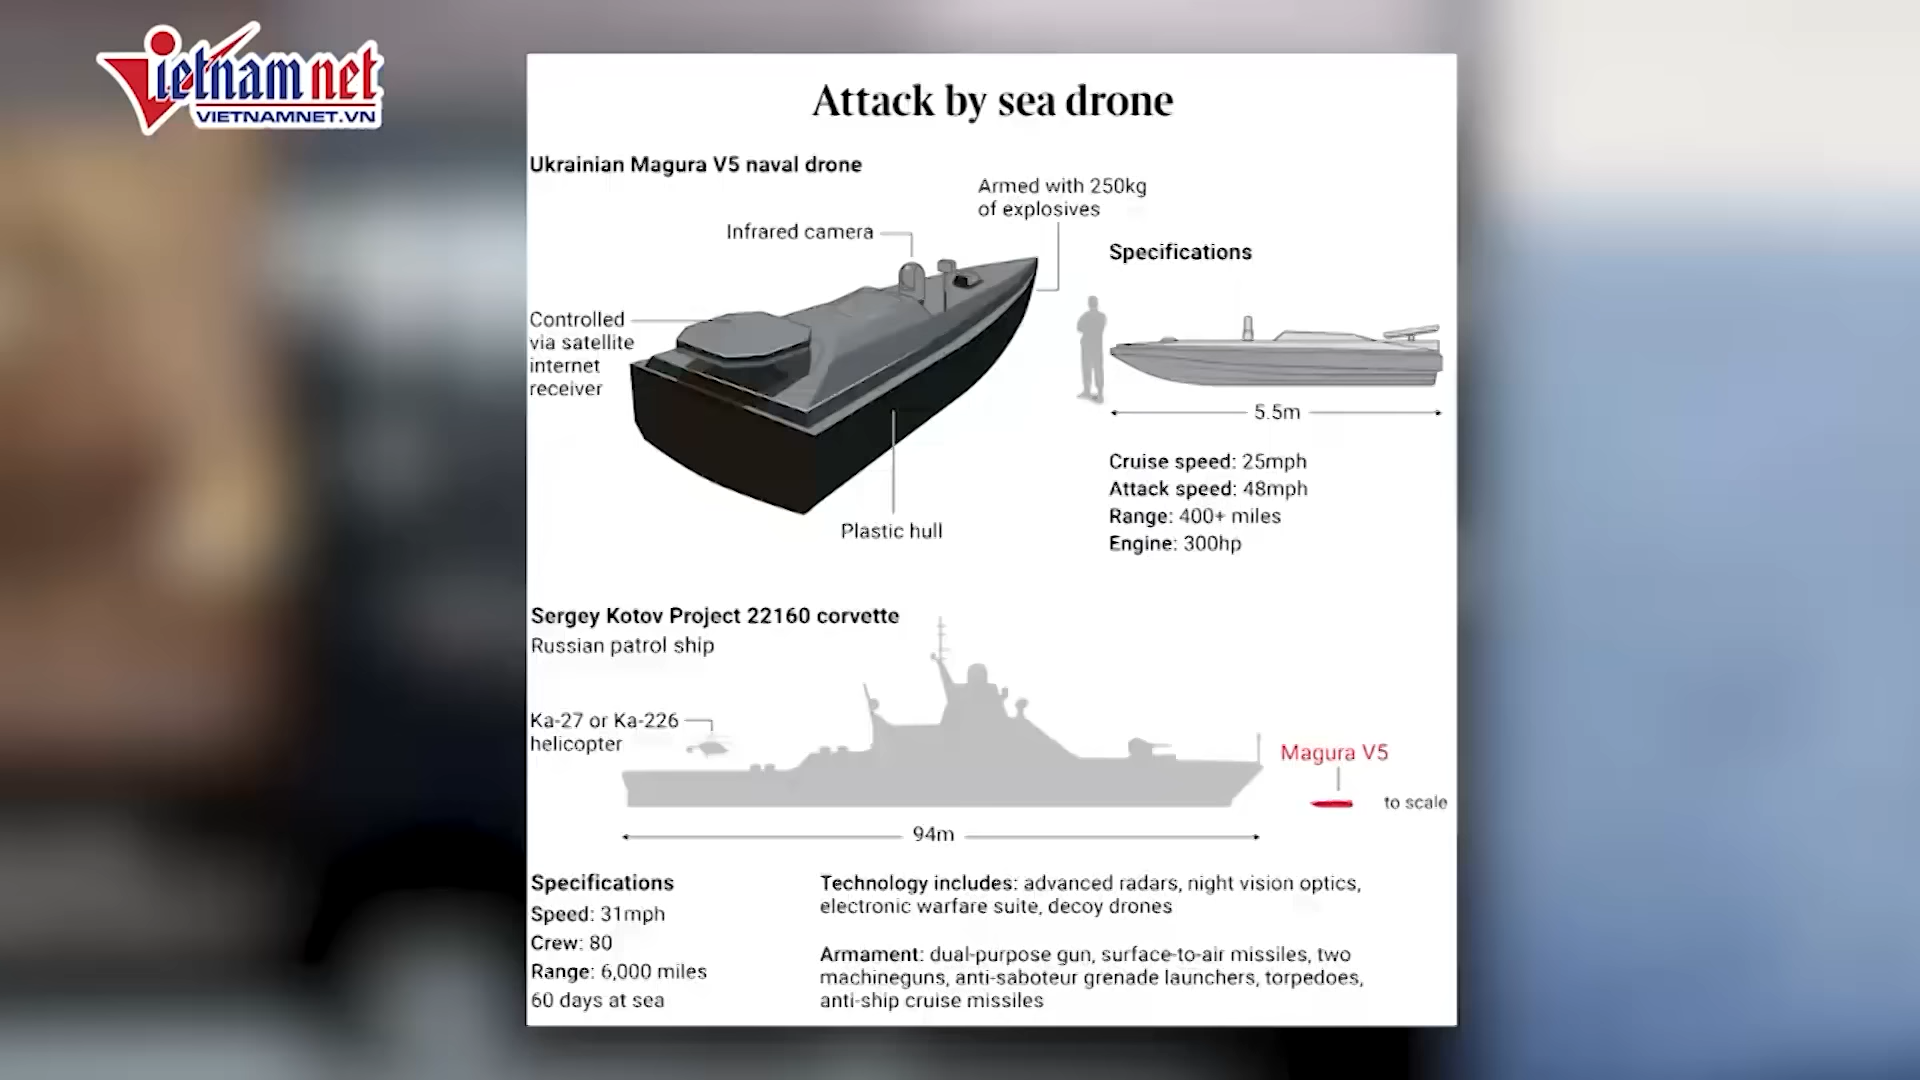 Vietnamnet
VIETNAMNET.VN
Attack by sea drone
Ukrainian Magura V5 naval drone
Armed with 250kg
of explosives
Infrared camera
Specifications
Controlled
via satellite
internet
receiver
5.5m
Cruise speed: 25mph
Attack speed: 48mph
Range: 400+ miles
Engine: 300hp
Plastic hull
Sergey Kotov Project 22160 corvette
Russian patrol ship
Ka-27 or Ka-226
helicopter
Magura V5
to scale
94m
Specifications
Speed: 31mph
Crew: 80
Range: 6,000 miles
60 days at sea
Technology includes: advanced radars, night vision optics,
electronic warfare suite, decoy drones
Armament: dual-purpose gun, surface-to-air missiles, two
machineguns, anti-saboteur grenade launchers, torpedoes,
anti-ship cruise missiles